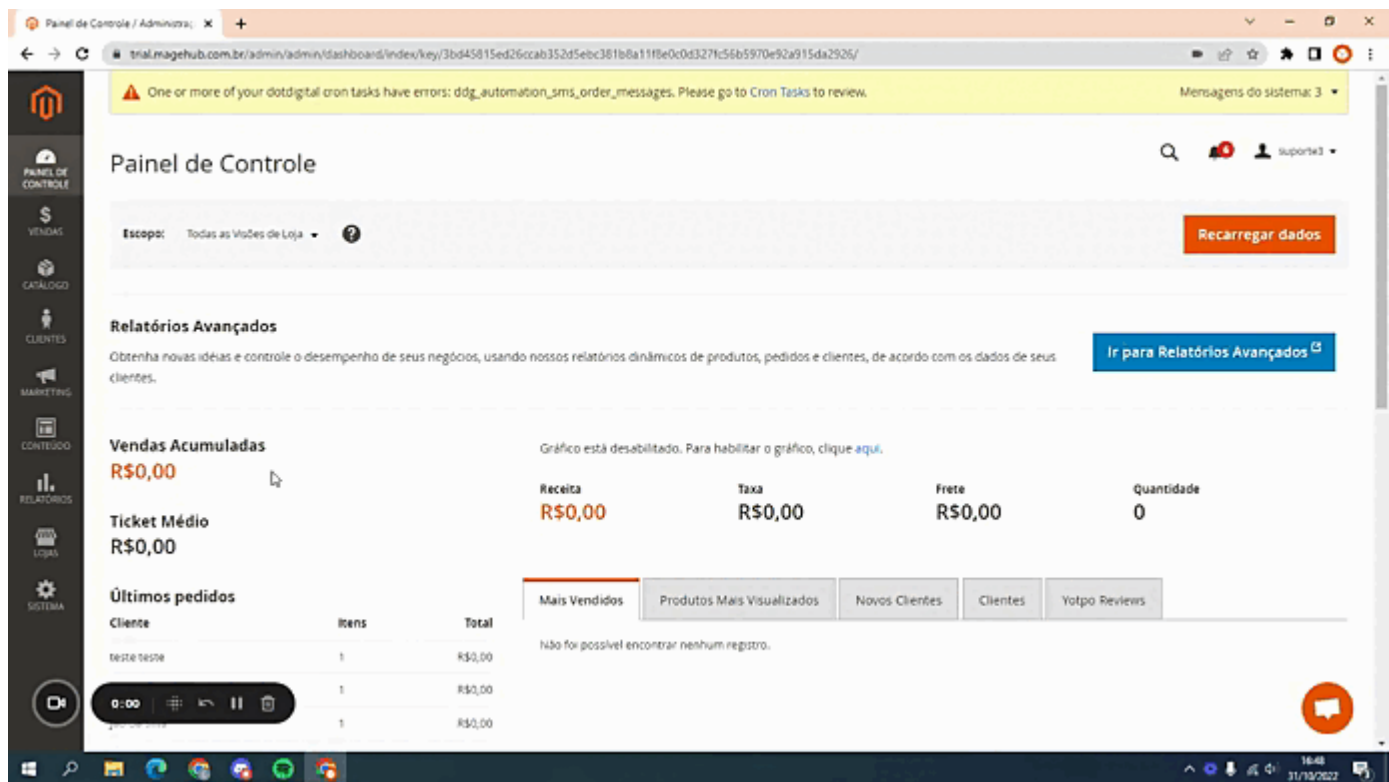 Painel de Controle / Administraç
trial.magehub.com.br/admin/admin/dashboard/index/key/3bd45815ed26ccab352d5ebc381b8a11f8e0c0d327fc56b5970e92a915da2926/
One or more of your dotdigital cron tasks have errors: ddg_automation_sms_order_messages. Please go to Cron Tasks to review.
Mensagens do sistema: 3
PAINEL DE
CONTROLE
VENDAS
CATÁLOGO
CLIENTES
MARKETING
CONTEÚDO
RELATÓRIOS
LOJAS
SISTEMA
Painel de Controle
suporte3
Escopo: Todas as Visões de Loja
Recarregar dados
Relatórios Avançados
Obtenha novas idéias e controle o desempenho de seus negócios, usando nossos relatórios dinâmicos de produtos, pedidos e clientes, de acordo com os dados de seus
clientes.
Ir para Relatórios Avançados
Vendas Acumuladas
R$0,00
Ticket Médio
R$0,00
Gráfico está desabilitado. Para habilitar o gráfico, clique aqui.
Receita Taxa Frete Quantidade
R$0,00 R$0,00 R$0,00 0
Últimos pedidos
Cliente Itens Total
teste teste 1 R$0,00
1 R$0,00
1 R$0,00
Mais Vendidos Produtos Mais Visualizados Novos Clientes Clientes Yotpo Reviews
Não foi possível encontrar nenhum registro.
0:00
16:48
31/10/2022